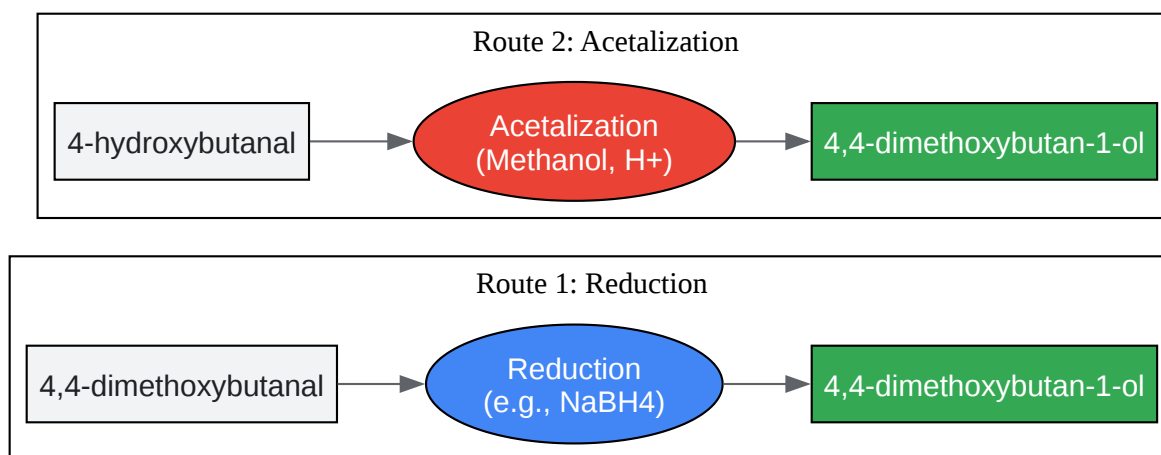 Route 2: Acetalization
4-hydroxybutanal
Acetalization
(Methanol, H+)
4,4-dimethoxybutan-1-ol
Route 1: Reduction
4,4-dimethoxybutanal
Reduction
(e.g., NaBH4)
4,4-dimethoxybutan-1-ol